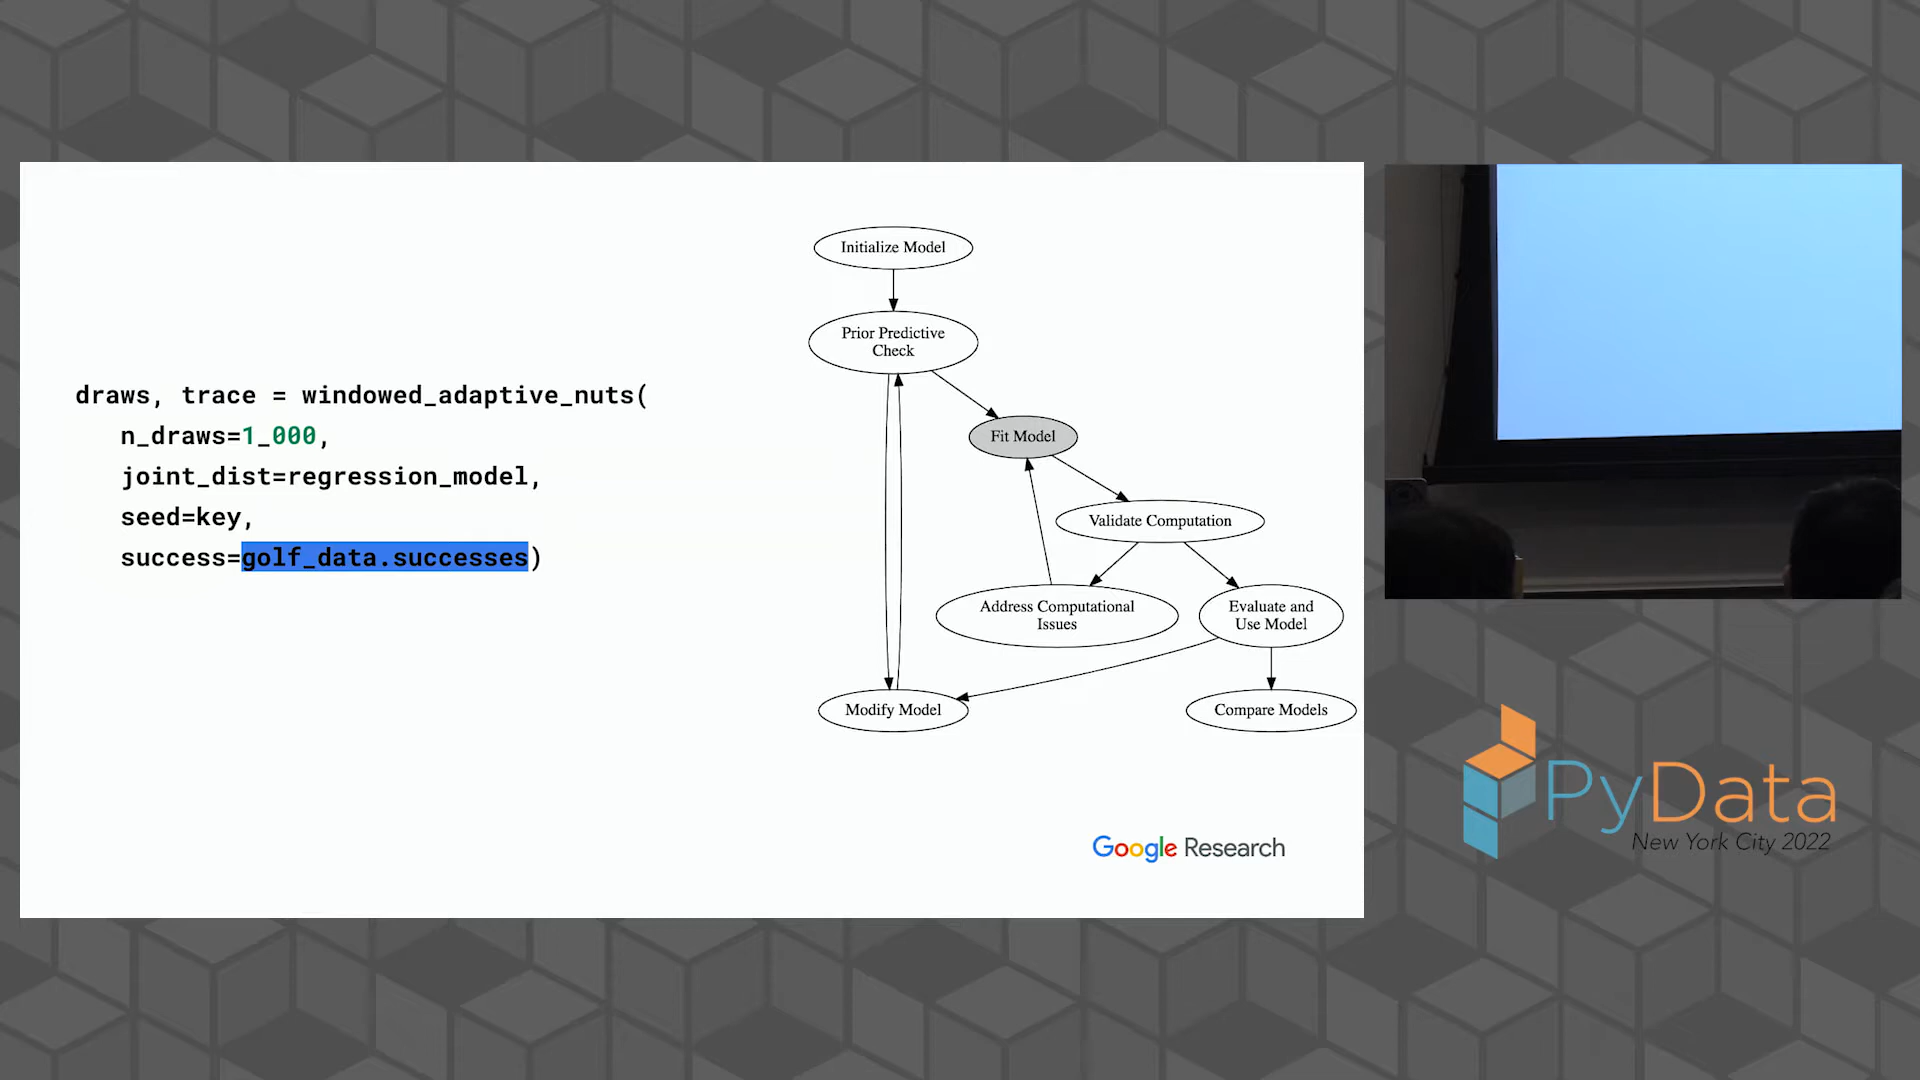 draws, trace = windowed_adaptive_nuts(
n_draws=1_000,
joint_dist=regression_model,
seed=key,
success=golf_data.successes)
Initialize Model
Prior Predictive
Check
Fit Model
Validate Computation
Address Computational
Issues
Evaluate and
Use Model
Modify Model
Compare Models
Google Research
PyData
New York City 2022